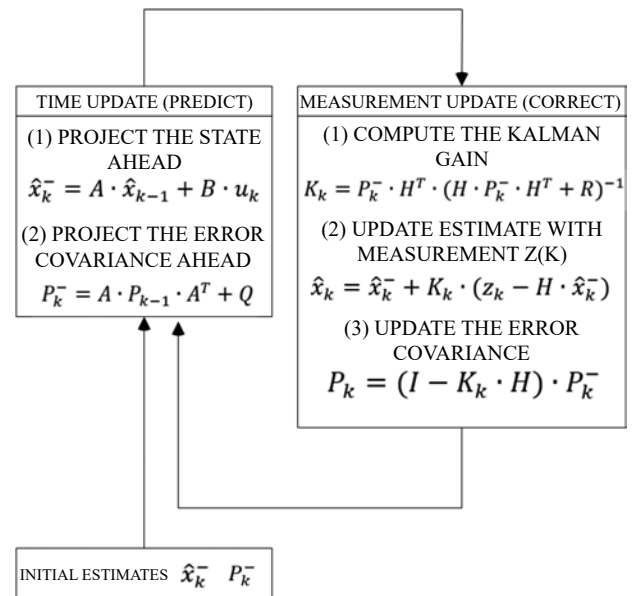 TIME UPDATE (PREDICT)
(1) PROJECT THE STATE
AHEAD
x̂ₖ⁻ = A · x̂ₖ₋₁ + B · uₖ
(2) PROJECT THE ERROR
COVARIANCE AHEAD
Pₖ⁻ = A · Pₖ₋₁ · Aᵀ + Q
MEASUREMENT UPDATE (CORRECT)
(1) COMPUTE THE KALMAN
GAIN
Kₖ = Pₖ⁻ · Hᵀ · (H · Pₖ⁻ · Hᵀ + R)⁻¹
(2) UPDATE ESTIMATE WITH
MEASUREMENT Z(K)
x̂ₖ = x̂ₖ⁻ + Kₖ · (zₖ − H · x̂ₖ⁻)
(3) UPDATE THE ERROR
COVARIANCE
Pₖ = (I − Kₖ · H) · Pₖ⁻
INITIAL ESTIMATES x̂ₖ⁻ Pₖ⁻